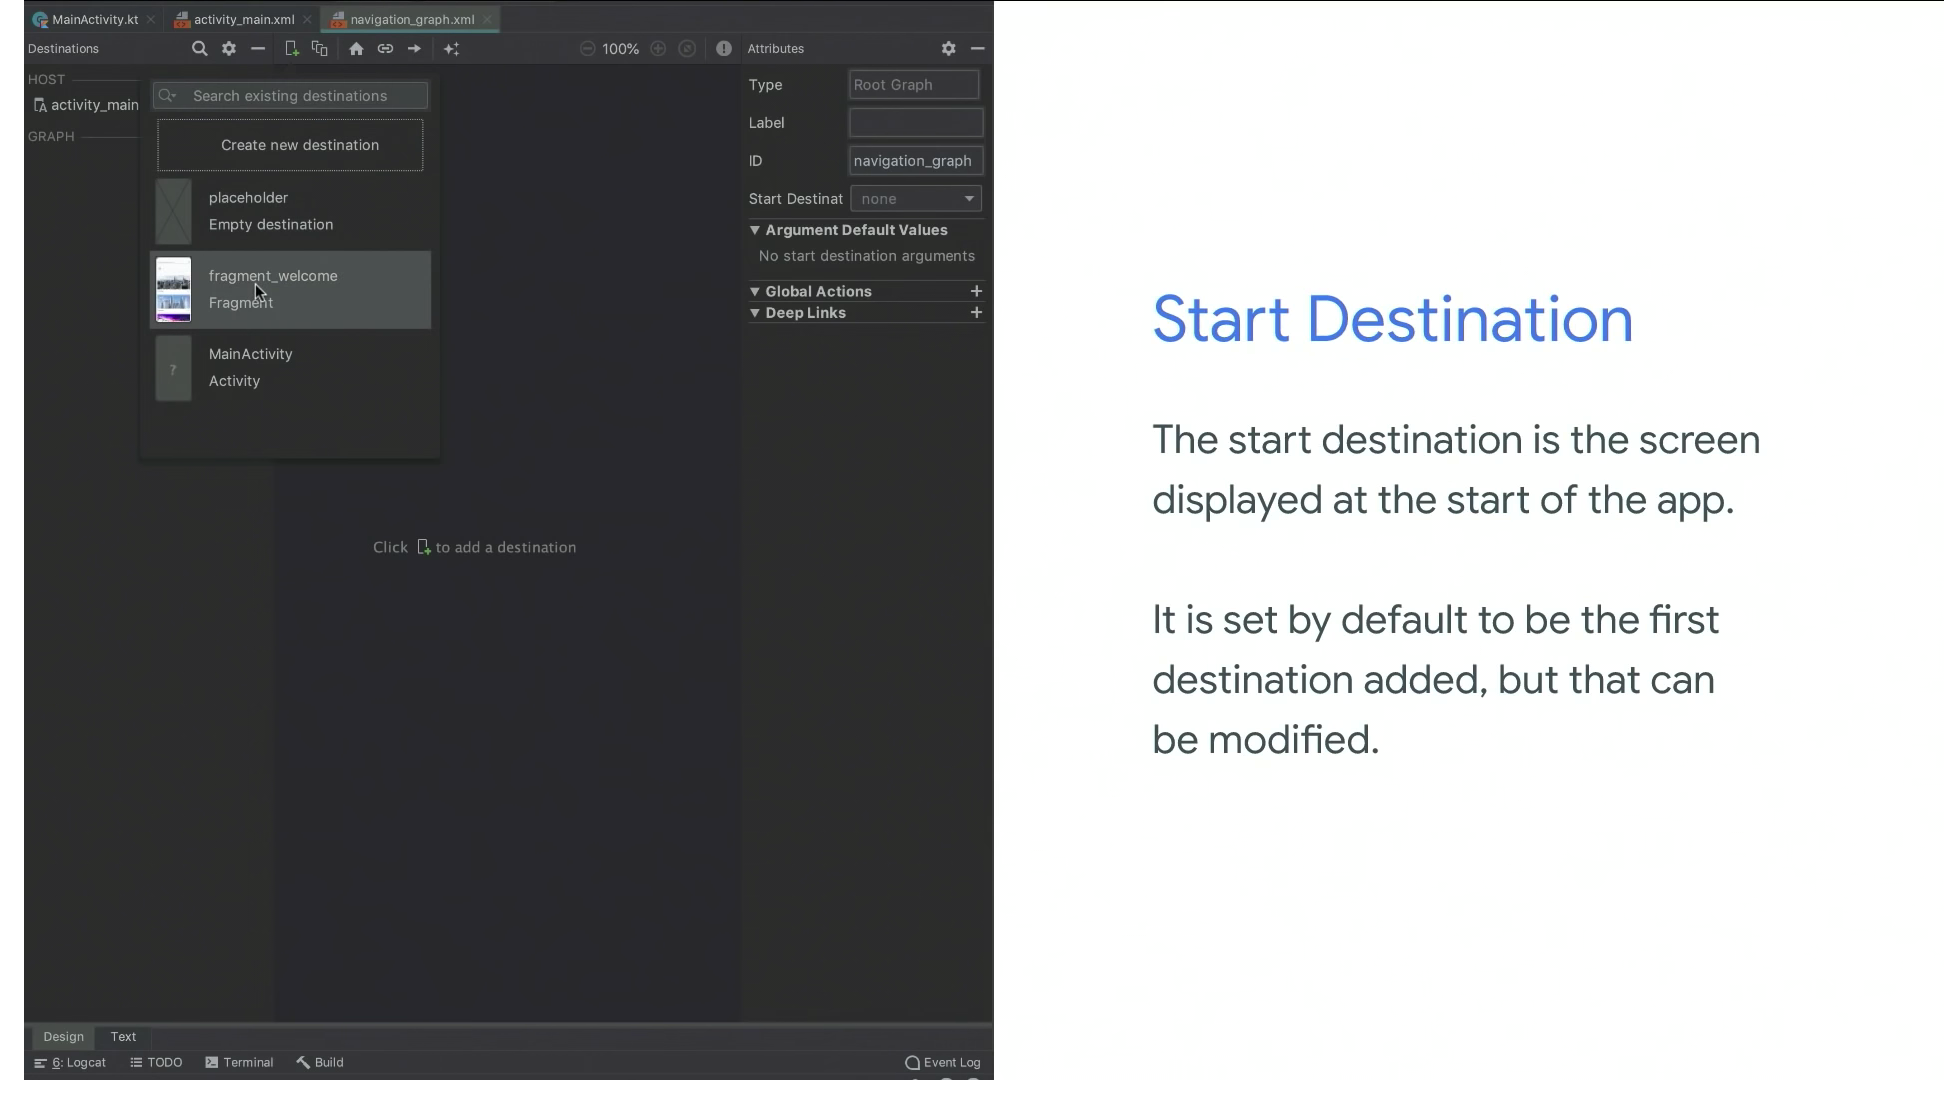 MainActivity.kt
activity_main.xml
navigation_graph.xml
Destinations
100%
Attributes
HOST
activity_main
GRAPH
Search existing destinations
Create new destination
placeholder
Empty destination
fragment_welcome
Fragment
MainActivity
Activity
?
Click to add a destination
Type
Root Graph
Label
ID
navigation_graph
Start Destinat
none
Argument Default Values
No start destination arguments
Global Actions
Deep Links
Design
Text
6: Logcat
TODO
Terminal
Build
Event Log
Start Destination
The start destination is the screen
displayed at the start of the app.
It is set by default to be the first
destination added, but that can
be modified.